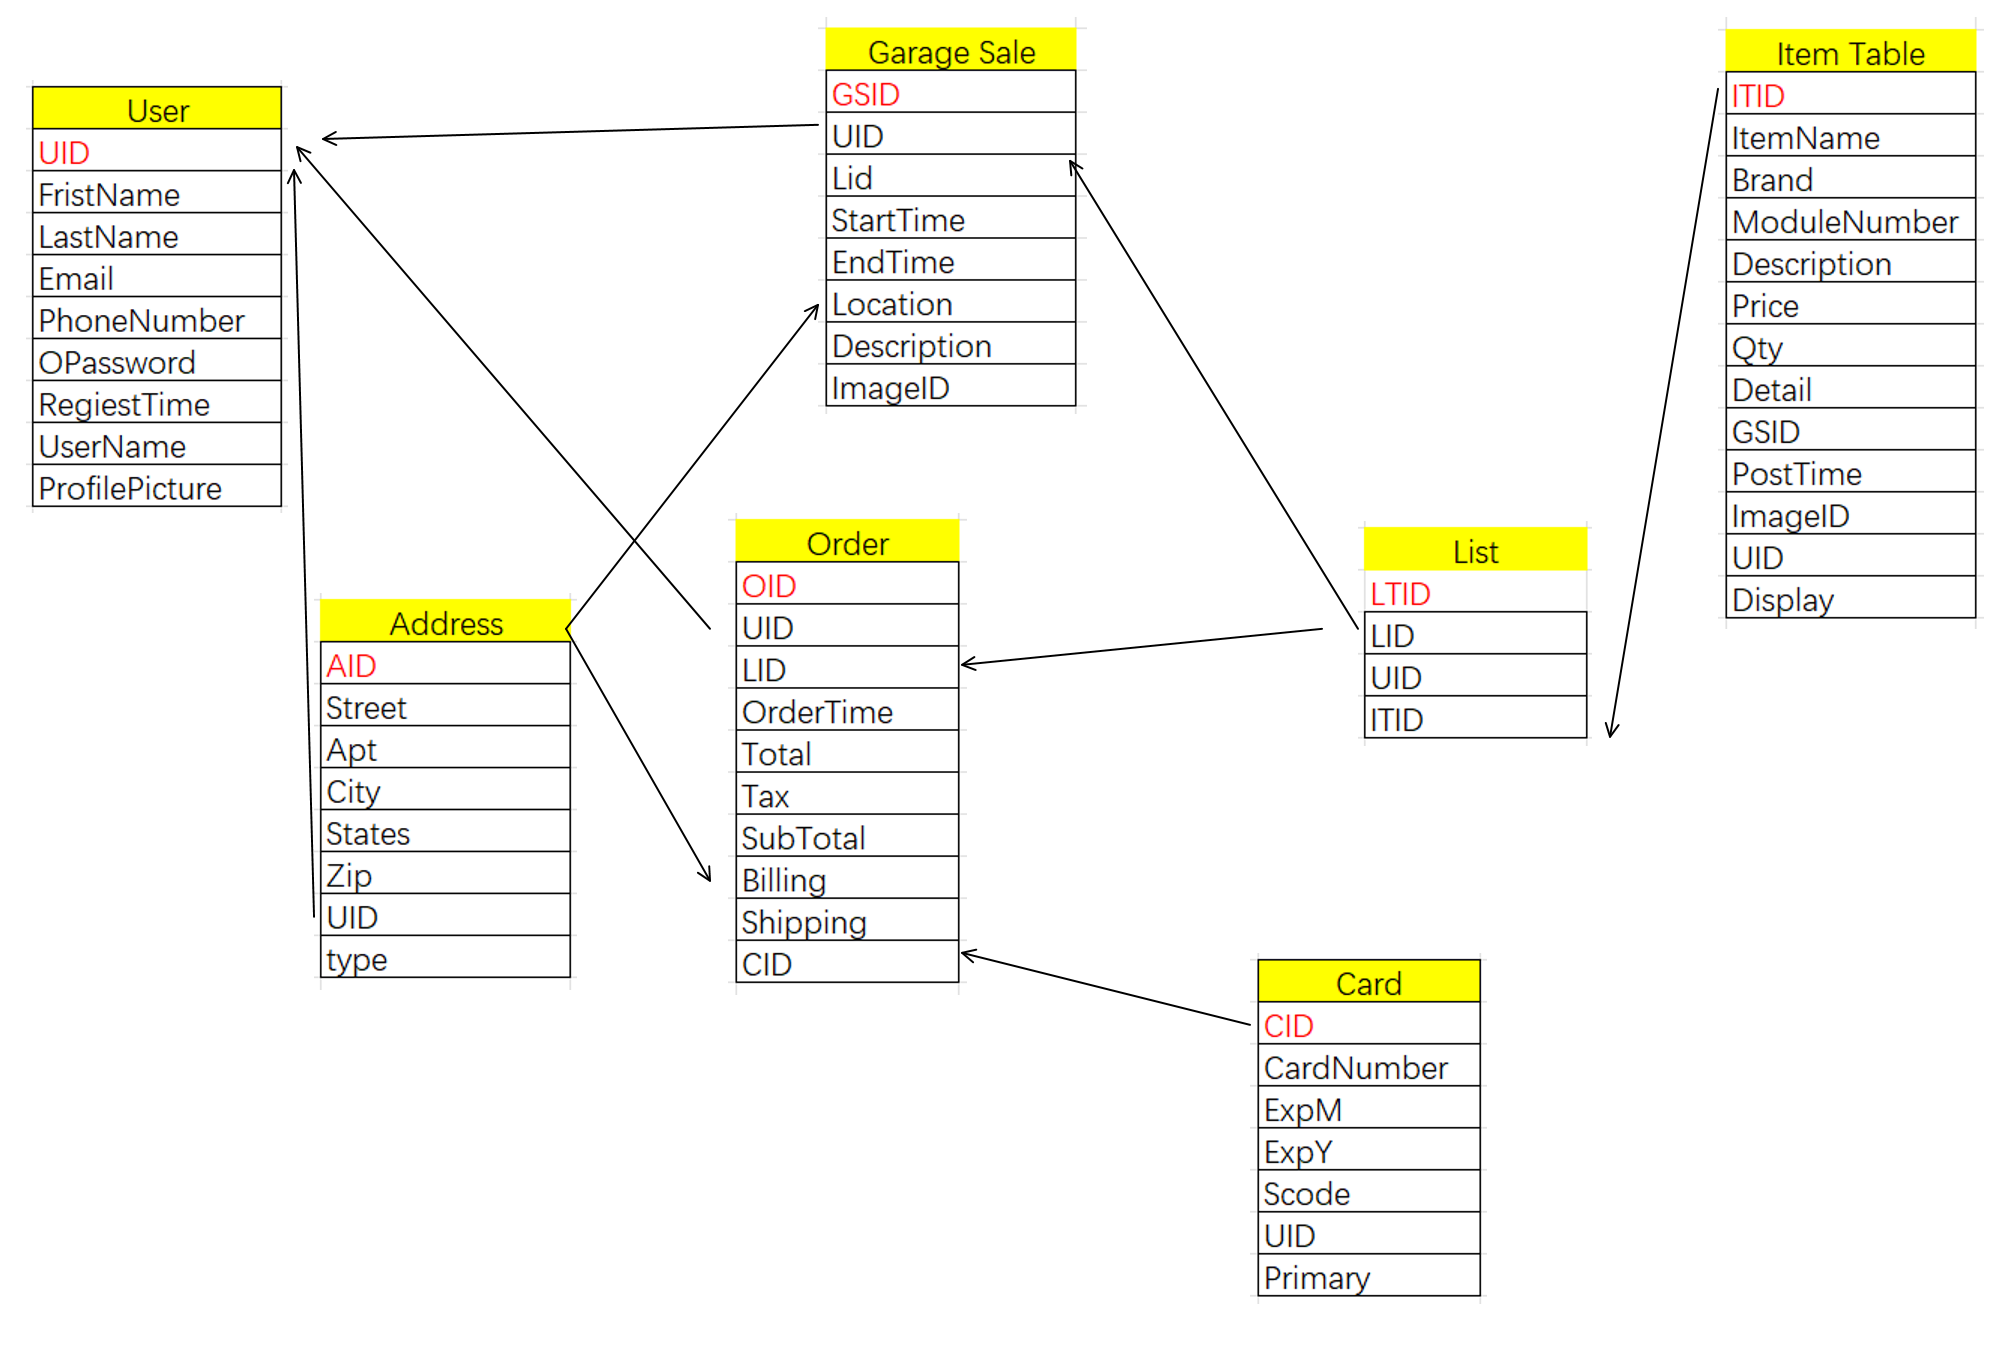 User
UID
FristName
LastName
Email
PhoneNumber
OPassword
RegiestTime
UserName
ProfilePicture
Garage Sale
GSID
UID
Lid
StartTime
EndTime
Location
Description
ImageID
Item Table
ITID
ItemName
Brand
ModuleNumber
Description
Price
Qty
Detail
GSID
PostTime
ImageID
UID
Display
Address
AID
Street
Apt
City
States
Zip
UID
type
Order
OID
UID
LID
OrderTime
Total
Tax
SubTotal
Billing
Shipping
CID
List
LTID
LID
UID
ITID
Card
CID
CardNumber
ExpM
ExpY
Scode
UID
Primary